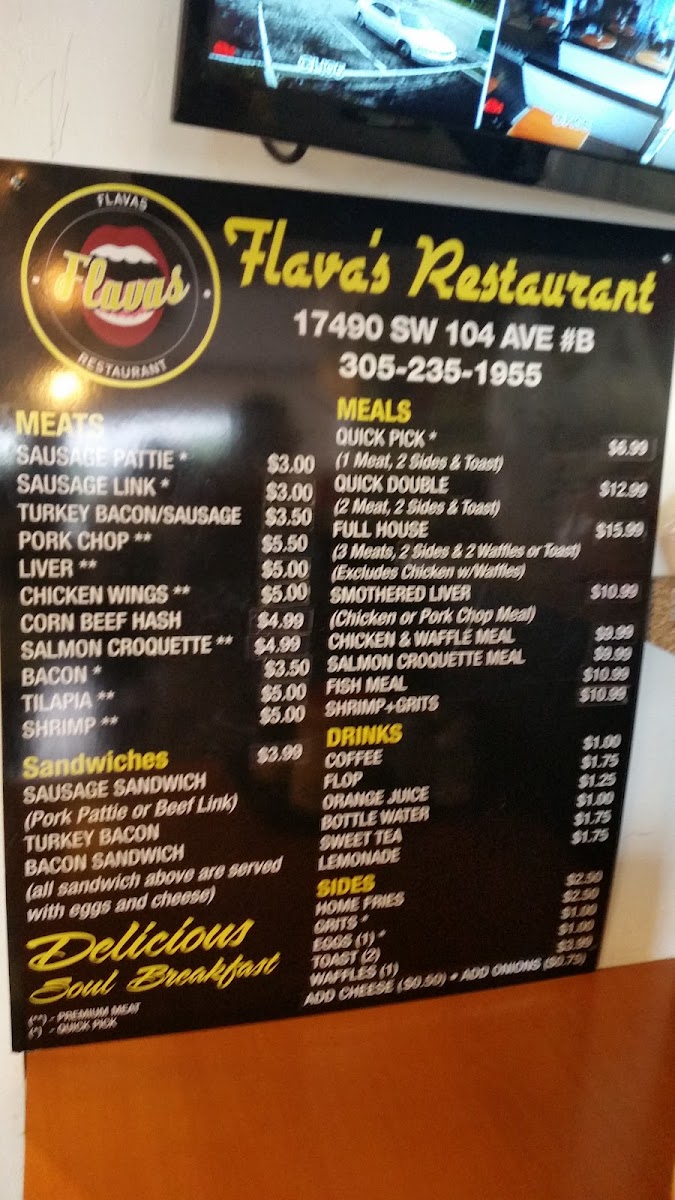 FLAVAS
Flavas
RESTAURANT
Flava's Restaurant
17490 SW 104 AVE #B
305-235-1955
MEATS
SAUSAGE PATTIE * $3.00
SAUSAGE LINK * $3.00
TURKEY BACON/SAUSAGE $3.50
PORK CHOP ** $5.50
LIVER ** $5.00
CHICKEN WINGS ** $5.00
CORN BEEF HASH $4.99
SALMON CROQUETTE ** $4.99
BACON * $3.50
TILAPIA ** $5.00
SHRIMP ** $5.00
Sandwiches $3.99
SAUSAGE SANDWICH
(Pork Pattie or Beef Link)
TURKEY BACON
BACON SANDWICH
(all sandwich above are served
with eggs and cheese)
Delicious
Soul Breakfast
(**) - PREMIUM MEAT
(*) - QUICK PICK
MEALS
QUICK PICK * $6.99
(1 Meat, 2 Sides & Toast)
QUICK DOUBLE $12.99
(2 Meat, 2 Sides & Toast)
FULL HOUSE $15.99
(3 Meats, 2 Sides & 2 Waffles or Toast)
(Excludes Chicken w/Waffles)
SMOTHERED LIVER $10.99
(Chicken or Pork Chop Meal)
CHICKEN & WAFFLE MEAL $9.99
SALMON CROQUETTE MEAL $9.99
FISH MEAL $10.99
SHRIMP+GRITS $10.99
DRINKS
COFFEE $1.00
FLOP $1.75
ORANGE JUICE $1.25
BOTTLE WATER $1.00
SWEET TEA $1.75
LEMONADE $1.75
SIDES
HOME FRIES $2.50
GRITS * $2.50
EGGS (1) * $1.00
TOAST (2) $1.00
WAFFLES (1) $3.99
ADD CHEESE ($0.50) * ADD ONIONS ($0.75)